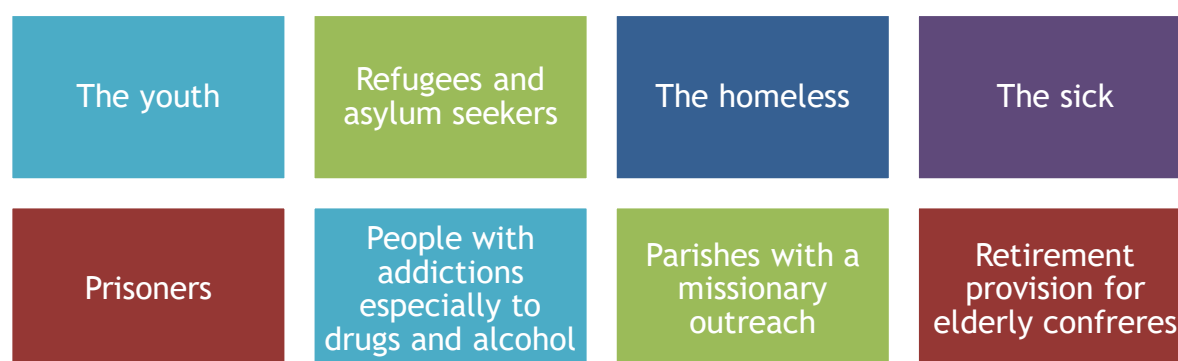 The youth
Refugees and
asylum seekers
The homeless
The sick
Prisoners
People with
addictions
especially to
drugs and alcohol
Parishes with a
missionary
outreach
Retirement
provision for
elderly confreres